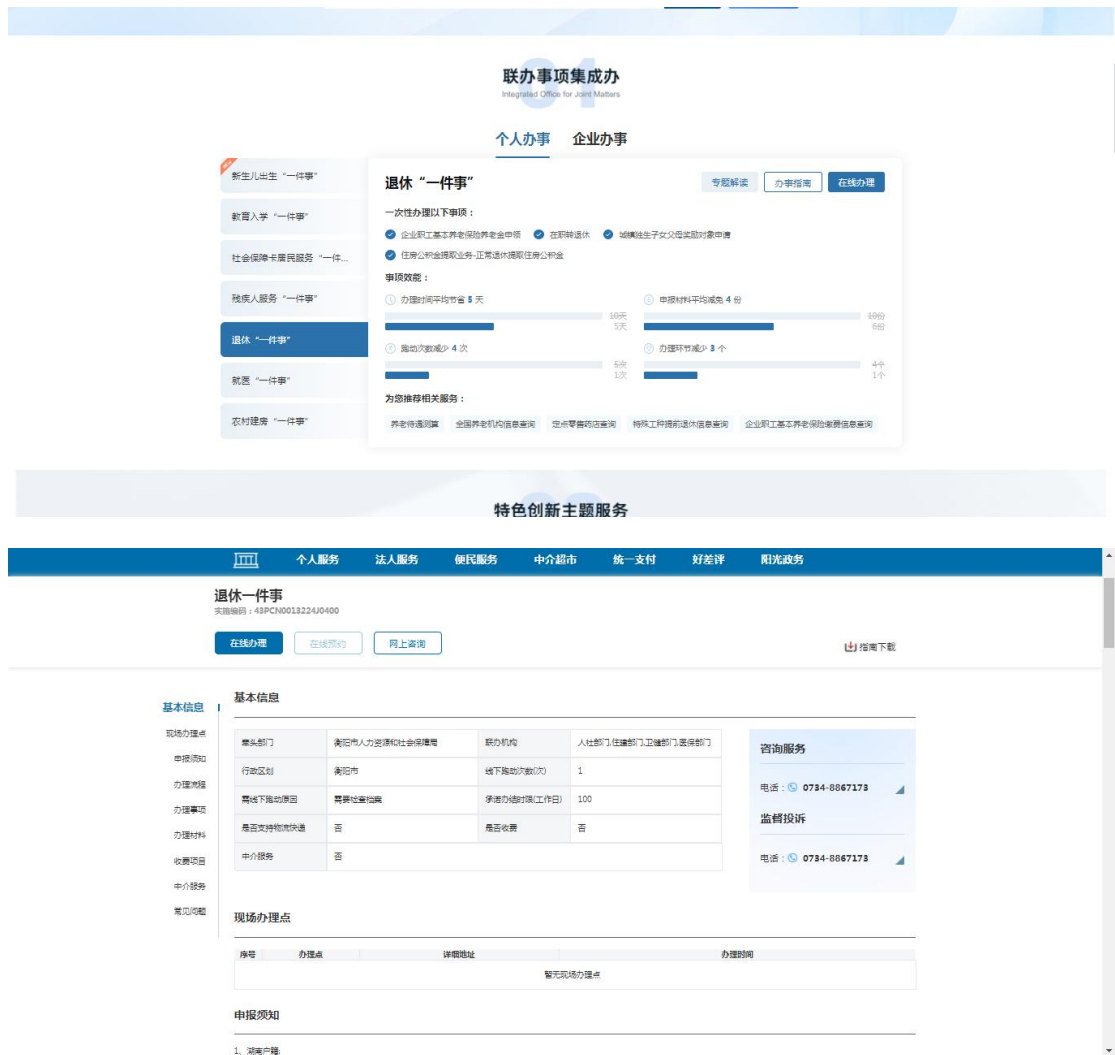 01
联办事项集成办
Integrated Office for Joint Matters
个人办事 企业办事
新生儿出生“一件事”
教育入学“一件事”
社会保障卡居民服务“一件...
残疾人服务“一件事”
退休“一件事”
就医“一件事”
农村建房“一件事”
退休“一件事”
专题解读 办事指南 在线办理
一次性办理以下事项：
企业职工基本养老保险养老金申领 在职转退休 城镇独生子女父母奖励对象申请
住房公积金提取业务-正常退休提取住房公积金
事项效能：
办理时间平均节省 5 天 申报材料平均减免 4 份
10天 10份
5天 6份
跑动次数减少 4 次 办理环节减少 3 个
5次 4个
1次 1个
为您推荐相关服务：
养老待遇测算 全国养老机构信息查询 定点零售药店查询 特殊工种提前退休信息查询 企业职工基本养老保险缴费信息查询
特色创新主题服务
个人服务 法人服务 便民服务 中介超市 统一支付 好差评 阳光政务
退休一件事
实施编码：43PCN0013224J0400
在线办理 在线预约 网上咨询
指南下载
基本信息
现场办理点
申报须知
办理流程
办理事项
办理材料
收费项目
中介服务
常见问题
基本信息
牵头部门 衡阳市人力资源和社会保障局 联办机构 人社部门,住建部门,卫健部门,医保部门
行政区划 衡阳市 线下跑动次数(次) 1
需线下跑动原因 需要检查档案 承诺办结时限(工作日) 100
是否支持物流快递 否 是否收费 否
中介服务 否
咨询服务
电话：0734-8867173
监督投诉
电话：0734-8867173
现场办理点
序号 办理点 详细地址 办理时间
暂无现场办理点
申报须知
1、湖南户籍;